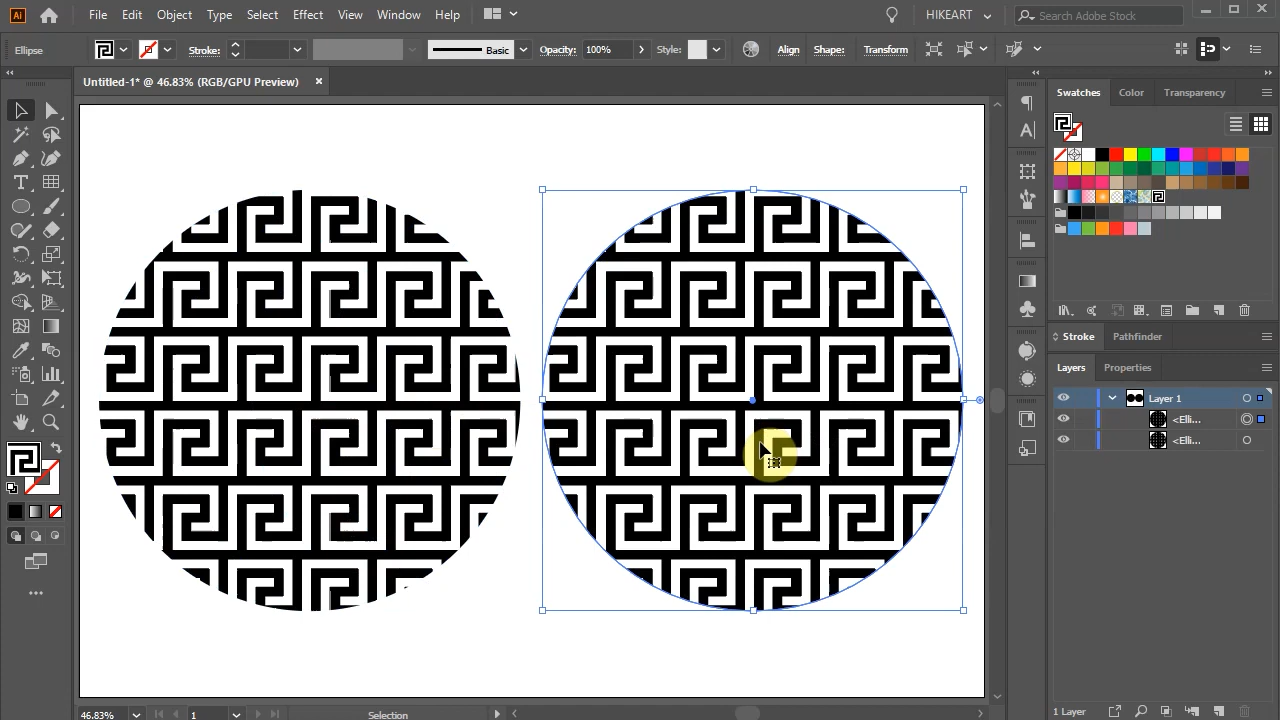 Ai File Edit Object Type Select Effect View Window Help HIKEART Search Adobe Stock
Ellipse Stroke: Basic Opacity: 100% Style: Align Shape: Transform
Untitled-1* @ 46.83% (RGB/GPU Preview)
Swatches Color Transparency
Stroke Pathfinder
Layers Properties
Layer 1
<Elli...
<Elli...
1 Layer
46.83% 1 Selection